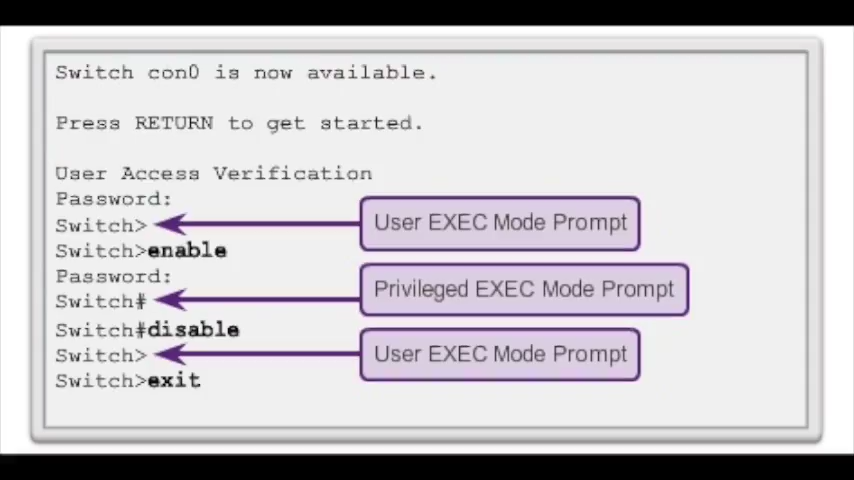 Switch con0 is now available.
Press RETURN to get started.
User Access Verification
Password:
Switch>
User EXEC Mode Prompt
Switch>enable
Password:
Switch#
Privileged EXEC Mode Prompt
Switch#disable
Switch>
User EXEC Mode Prompt
Switch>exit